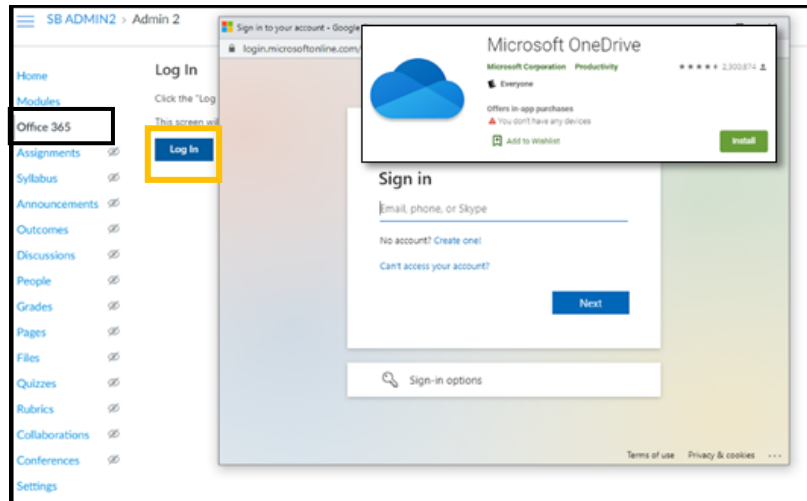 SB ADMIN2 > Admin 2
Home
Modules
Office 365
Assignments
Syllabus
Announcements
Outcomes
Discussions
People
Grades
Pages
Files
Quizzes
Rubrics
Collaborations
Conferences
Settings
Log In
Click the "Log
This screen wil
Log In
Sign in to your account - Google
login.microsoftonline.com/
Microsoft OneDrive
Microsoft Corporation Productivity
2,300,874
Everyone
Offers in-app purchases
You don't have any devices
Add to Wishlist
Install
Sign in
Email, phone, or Skype
No account? Create one!
Can't access your account?
Next
Sign-in options
Terms of use Privacy & cookies ...